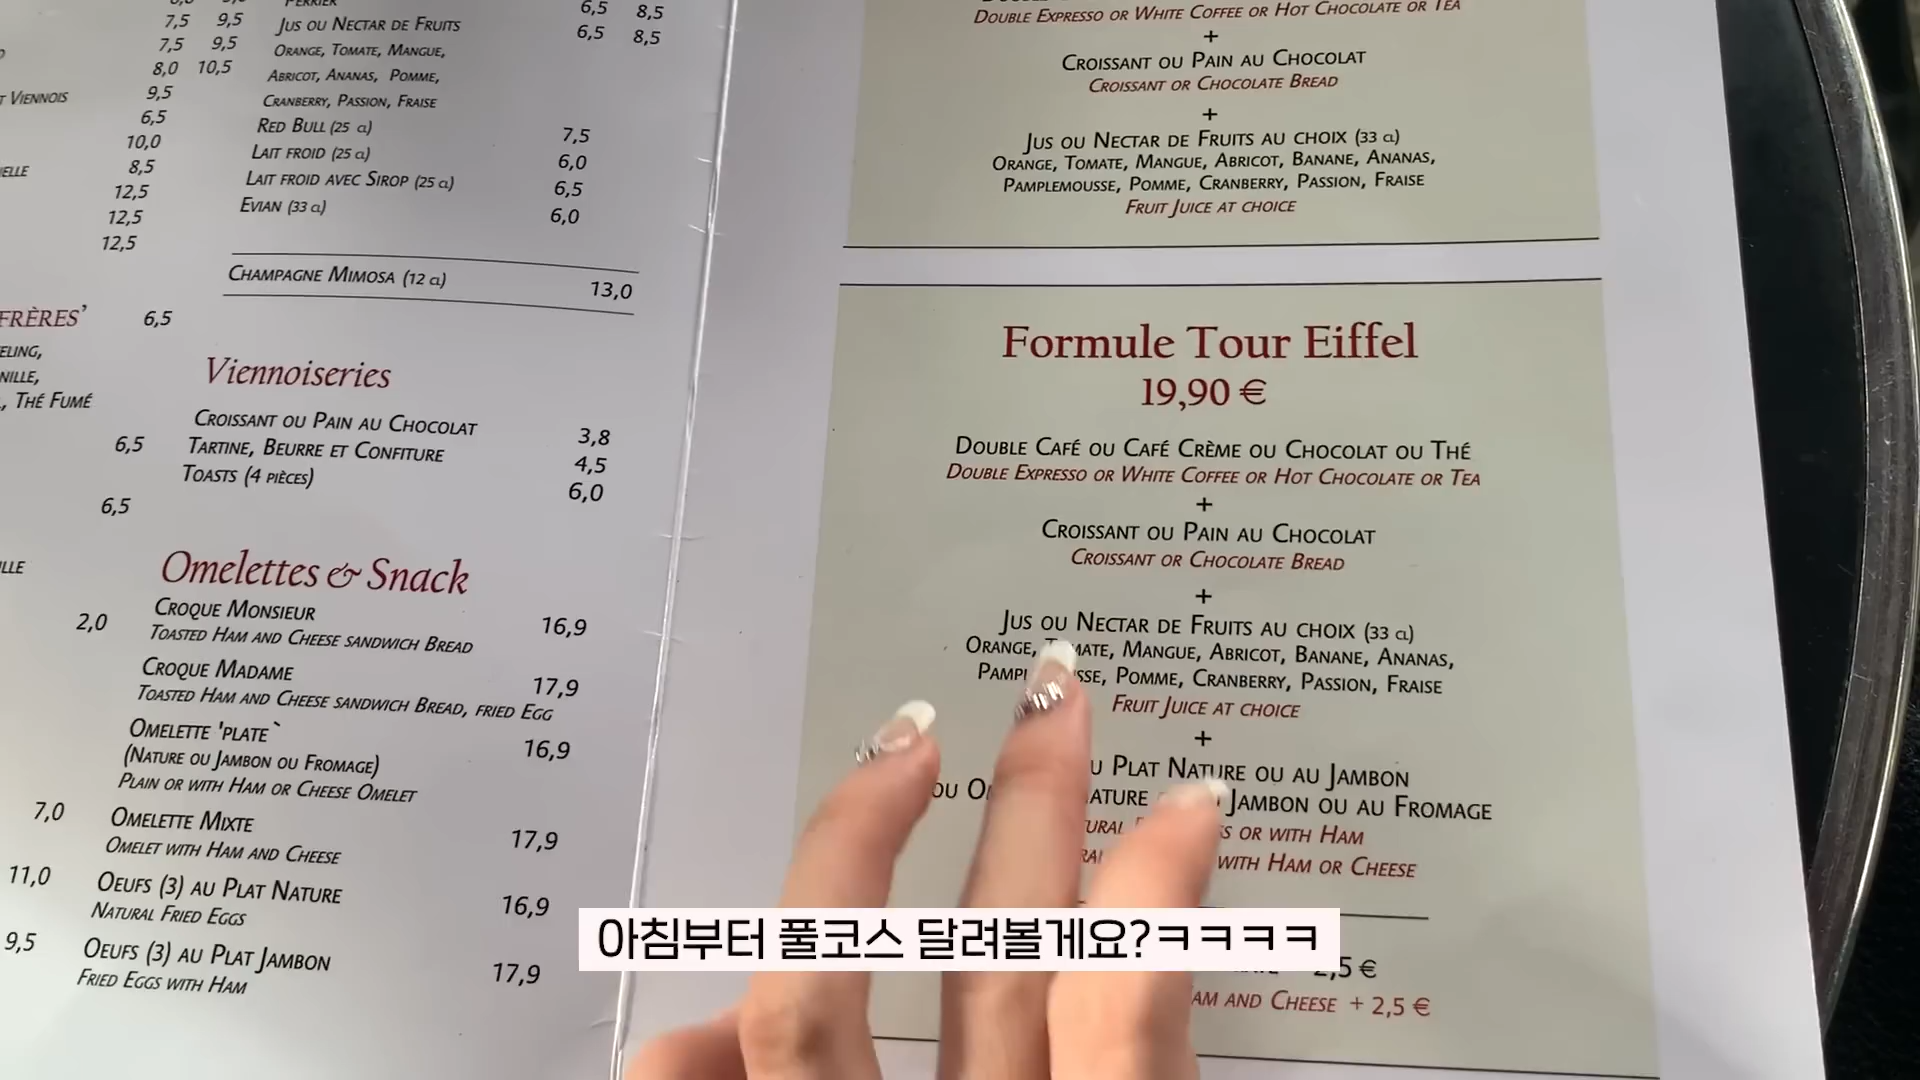 7,5 9,5
7,5 9,5
8,0 10,5
T VIENNOIS 9,5
6,5
10,0
8,5
12,5
12,5
12,5
FRÈRES' 6,5
NILLE,
, THÉ FUMÉ
6,5
6,5
2,0
7,0
11,0
9,5
PERRIER 6,5 8,5
JUS OU NECTAR DE FRUITS 6,5 8,5
ORANGE, TOMATE, MANGUE,
ABRICOT, ANANAS, POMME,
CRANBERRY, PASSION, FRAISE
RED BULL (25 CL) 7,5
LAIT FROID (25 CL) 6,0
LAIT FROID AVEC SIROP (25 CL) 6,5
EVIAN (33 CL) 6,0
CHAMPAGNE MIMOSA (12 CL) 13,0
Viennoiseries
CROISSANT OU PAIN AU CHOCOLAT 3,8
TARTINE, BEURRE ET CONFITURE 4,5
TOASTS (4 PIÈCES) 6,0
Omelettes & Snack
CROQUE MONSIEUR 16,9
TOASTED HAM AND CHEESE SANDWICH BREAD
CROQUE MADAME 17,9
TOASTED HAM AND CHEESE SANDWICH BREAD, FRIED EGG
OMELETTE 'PLATE` 16,9
(NATURE OU JAMBON OU FROMAGE)
PLAIN OR WITH HAM OR CHEESE OMELET
OMELETTE MIXTE 17,9
OMELET WITH HAM AND CHEESE
OEUFS (3) AU PLAT NATURE 16,9
NATURAL FRIED EGGS
OEUFS (3) AU PLAT JAMBON 17,9
FRIED EGGS WITH HAM
DOUBLE EXPRESSO OR WHITE COFFEE OR HOT CHOCOLATE OR TEA
+
CROISSANT OU PAIN AU CHOCOLAT
CROISSANT OR CHOCOLATE BREAD
+
JUS OU NECTAR DE FRUITS AU CHOIX (33 CL)
ORANGE, TOMATE, MANGUE, ABRICOT, BANANE, ANANAS,
PAMPLEMOUSSE, POMME, CRANBERRY, PASSION, FRAISE
FRUIT JUICE AT CHOICE
Formule Tour Eiffel
19,90 €
DOUBLE CAFÉ OU CAFÉ CRÈME OU CHOCOLAT OU THÉ
DOUBLE EXPRESSO OR WHITE COFFEE OR HOT CHOCOLATE OR TEA
+
CROISSANT OU PAIN AU CHOCOLAT
CROISSANT OR CHOCOLATE BREAD
+
JUS OU NECTAR DE FRUITS AU CHOIX (33 CL)
ORANGE, MANGUE, ABRICOT, BANANE, ANANAS,
POMME, CRANBERRY, PASSION, FRAISE
FRUIT JUICE AT CHOICE
+
PLAT NATURE OU AU JAMBON
OU JAMBON OU AU FROMAGE
OR WITH HAM
WITH HAM OR CHEESE
2,5 €
AND CHEESE + 2,5 €
아침부터 풀코스 달려볼게요?ㅋㅋㅋㅋ